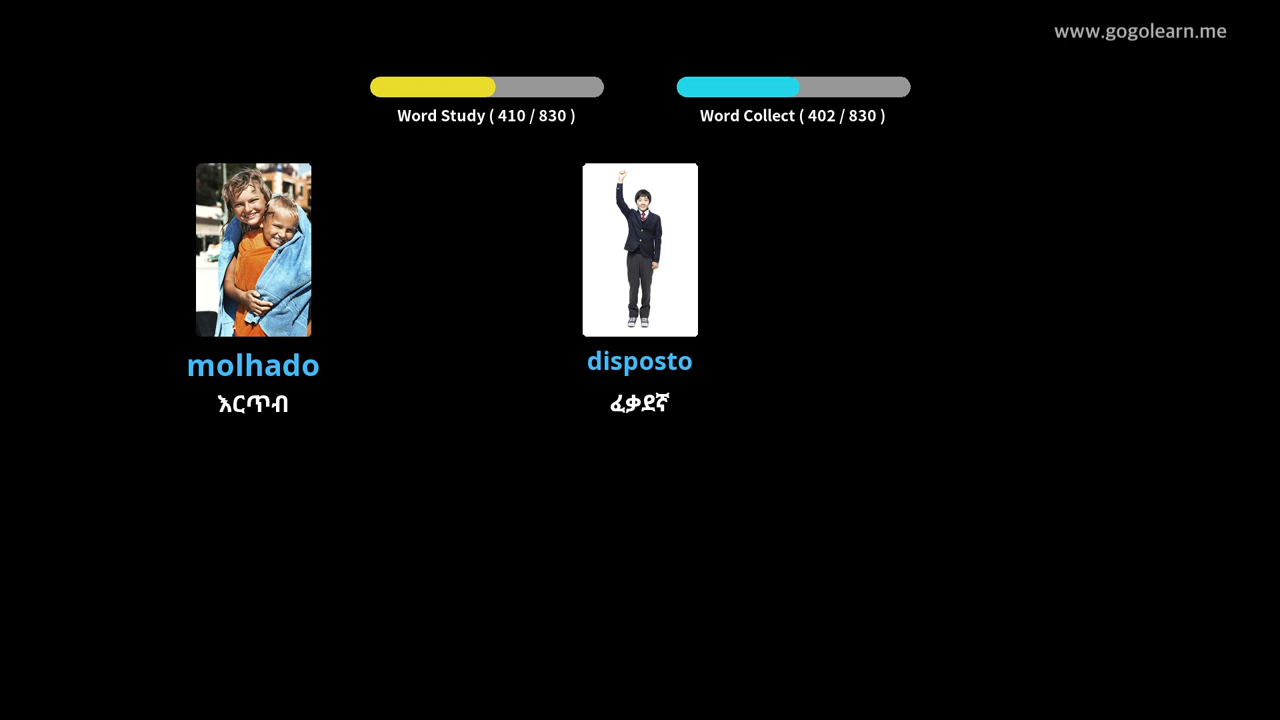 www.gogolearn.me
Word Study ( 410 / 830 )
Word Collect ( 402 / 830 )
molhado
እርጥብ
disposto
ፈቃደኛ